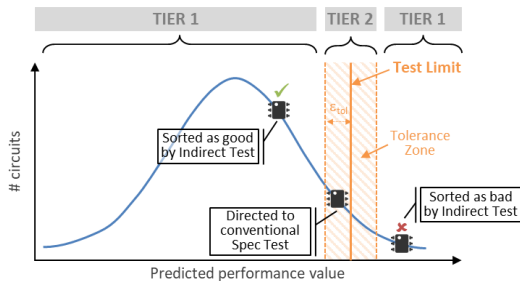 TIER 1
TIER 2
TIER 1
Test Limit
εtol
Tolerance
Zone
Sorted as good
by Indirect Test
Directed to
conventional
Spec Test
Sorted as bad
by Indirect Test
# circuits
Predicted performance value